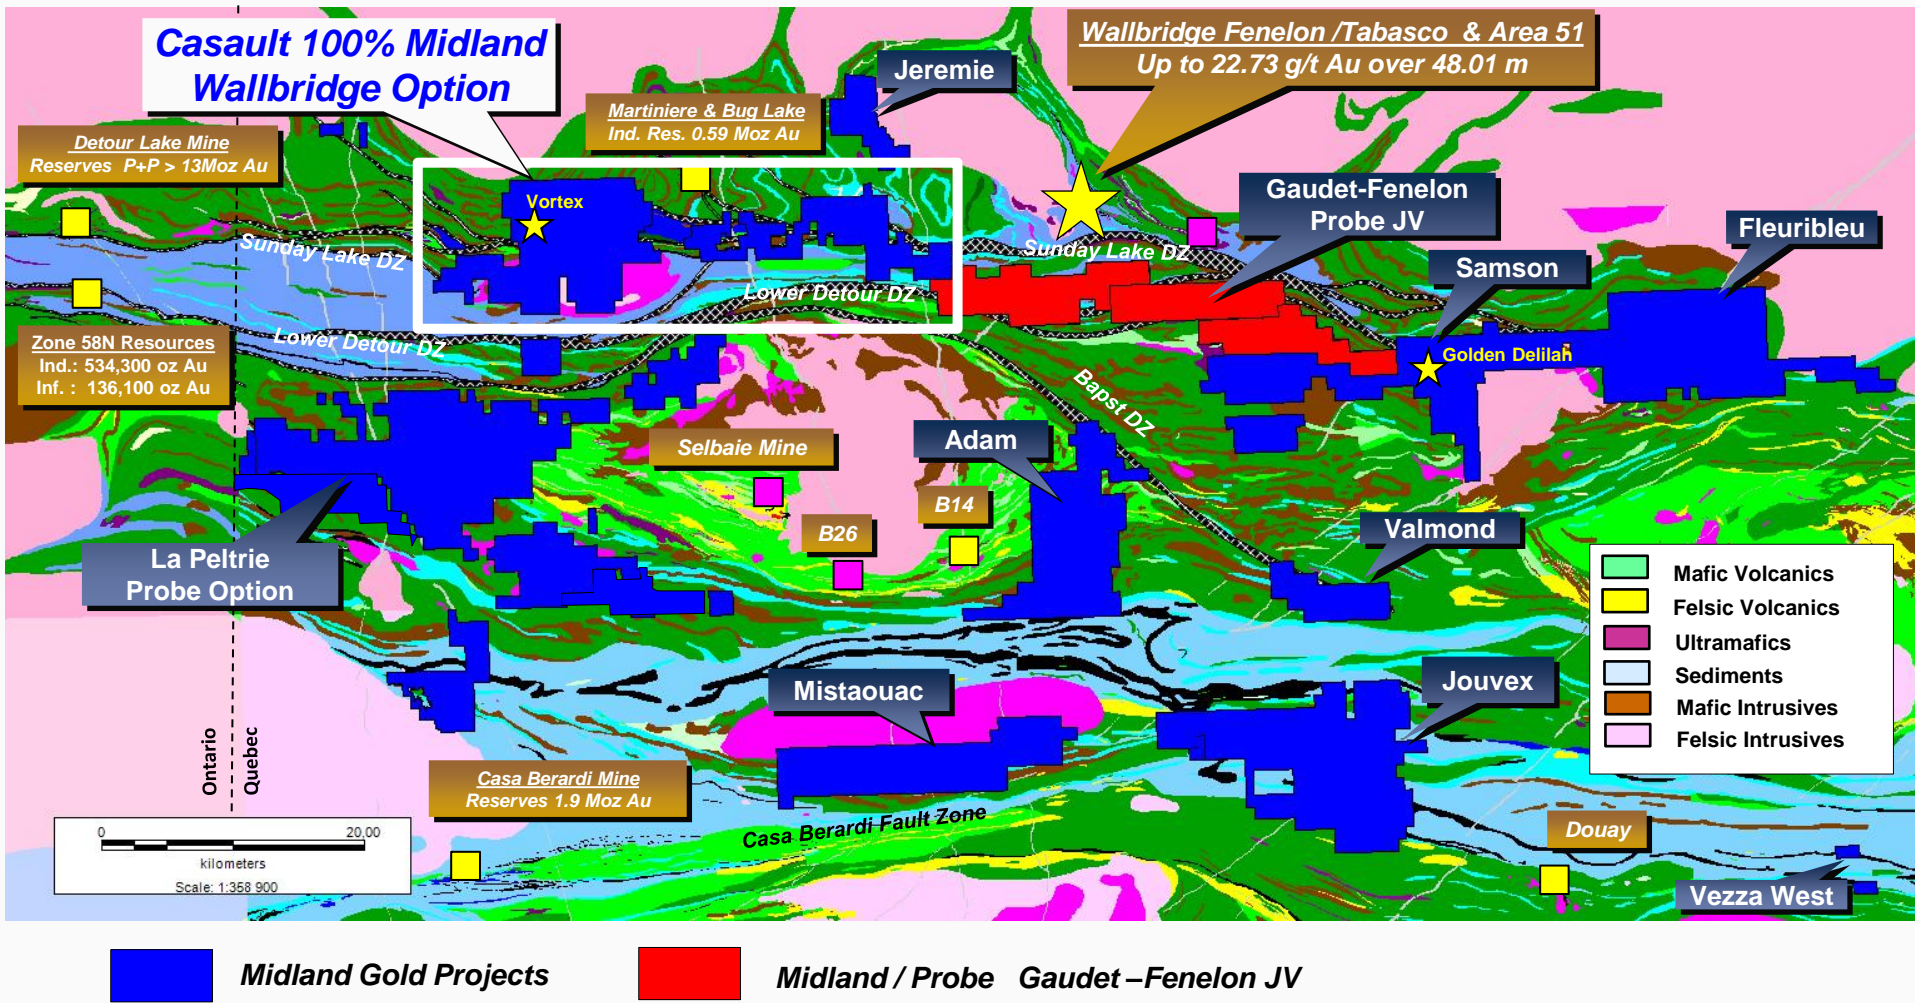 Casault 100% Midland
Wallbridge Option
Wallbridge Fenelon /Tabasco & Area 51
Up to 22.73 g/t Au over 48.01 m
Jeremie
Martiniere & Bug Lake
Ind. Res. 0.59 Moz Au
Detour Lake Mine
Reserves P+P > 13Moz Au
Gaudet-Fenelon
Probe JV
Fleuribleu
Vortex
Sunday Lake DZ
Sunday Lake DZ
Samson
Lower Detour DZ
Lower Detour DZ
Zone 58N Resources
Ind.: 534,300 oz Au
Inf. : 136,100 oz Au
Golden Delilah
Bapst DZ
Selbaie Mine
Adam
B14
B26
Valmond
La Peltrie
Probe Option
Mafic Volcanics
Felsic Volcanics
Ultramafics
Sediments
Mafic Intrusives
Felsic Intrusives
Mistaouac
Jouvex
Ontario
Quebec
Casa Berardi Mine
Reserves 1.9 Moz Au
Casa Berardi Fault Zone
Douay
Vezza West
0 20,00
kilometers
Scale: 1:358 900
Midland Gold Projects
Midland / Probe Gaudet –Fenelon JV